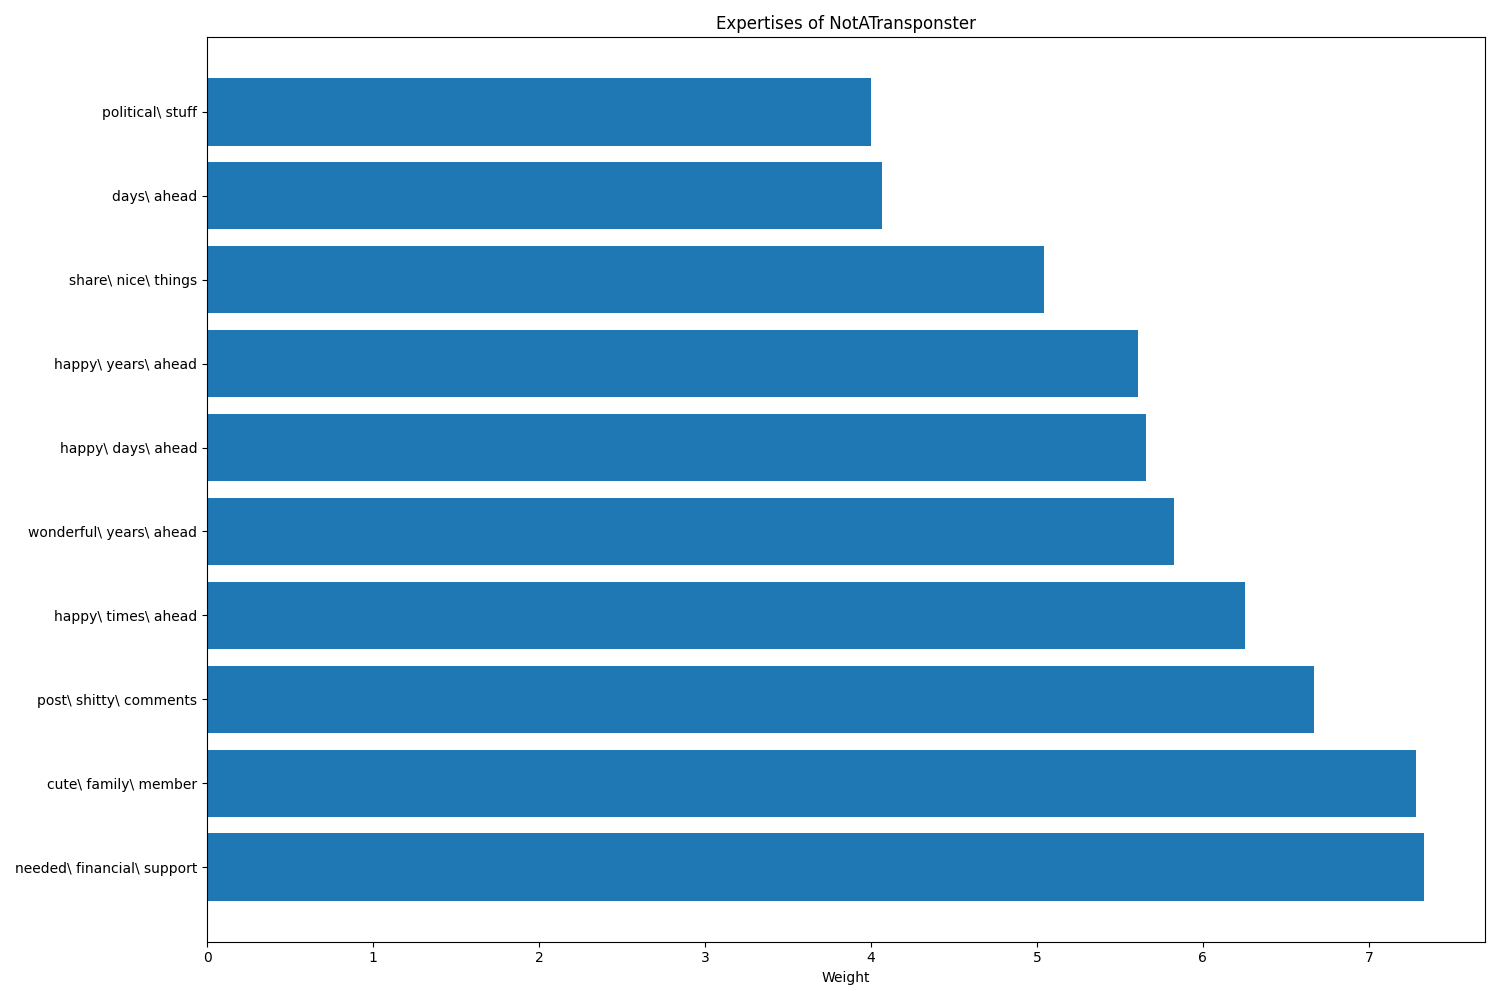 Expertises of NotATransponster
political\ stuff
days\ ahead
share\ nice\ things
happy\ years\ ahead
happy\ days\ ahead
wonderful\ years\ ahead
happy\ times\ ahead
post\ shitty\ comments
cute\ family\ member
needed\ financial\ support
0 1 2 3 4 5 6 7
Weight